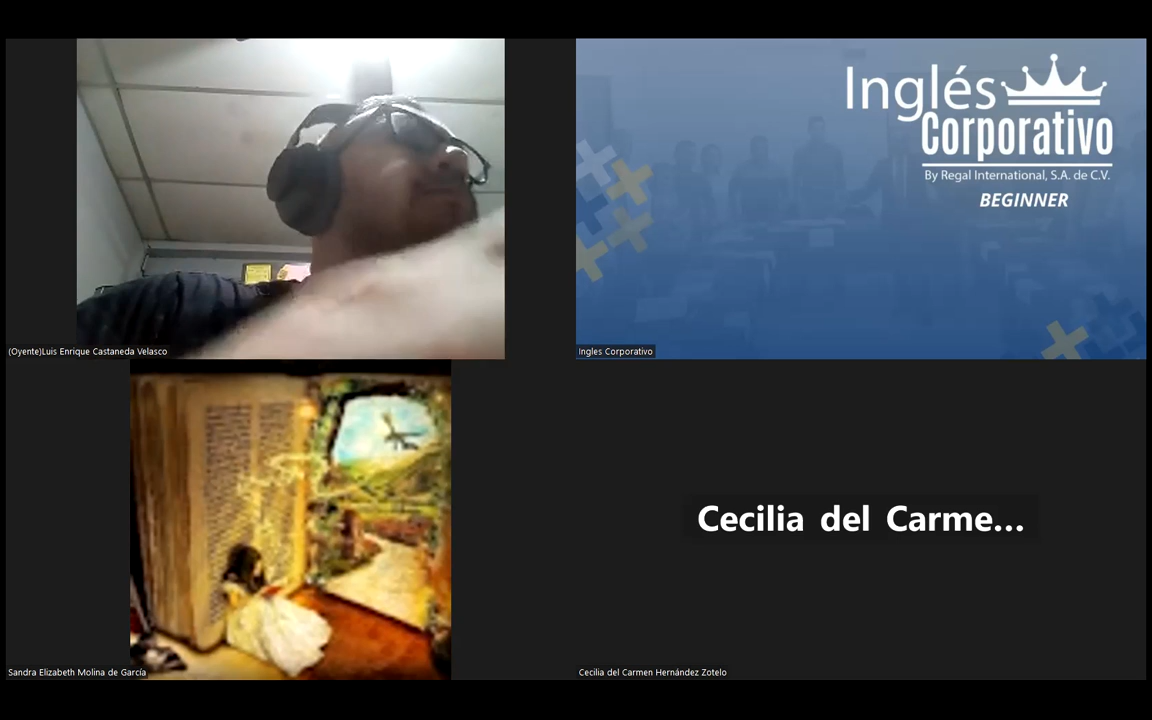 Inglés
Corporativo
By Regal International, S.A. de C.V.
BEGINNER
(Oyente)Luis Enrique Castaneda Velasco
Ingles Corporativo
Cecilia del Carme...
Sandra Elizabeth Molina de García
Cecilia del Carmen Hernández Zotelo